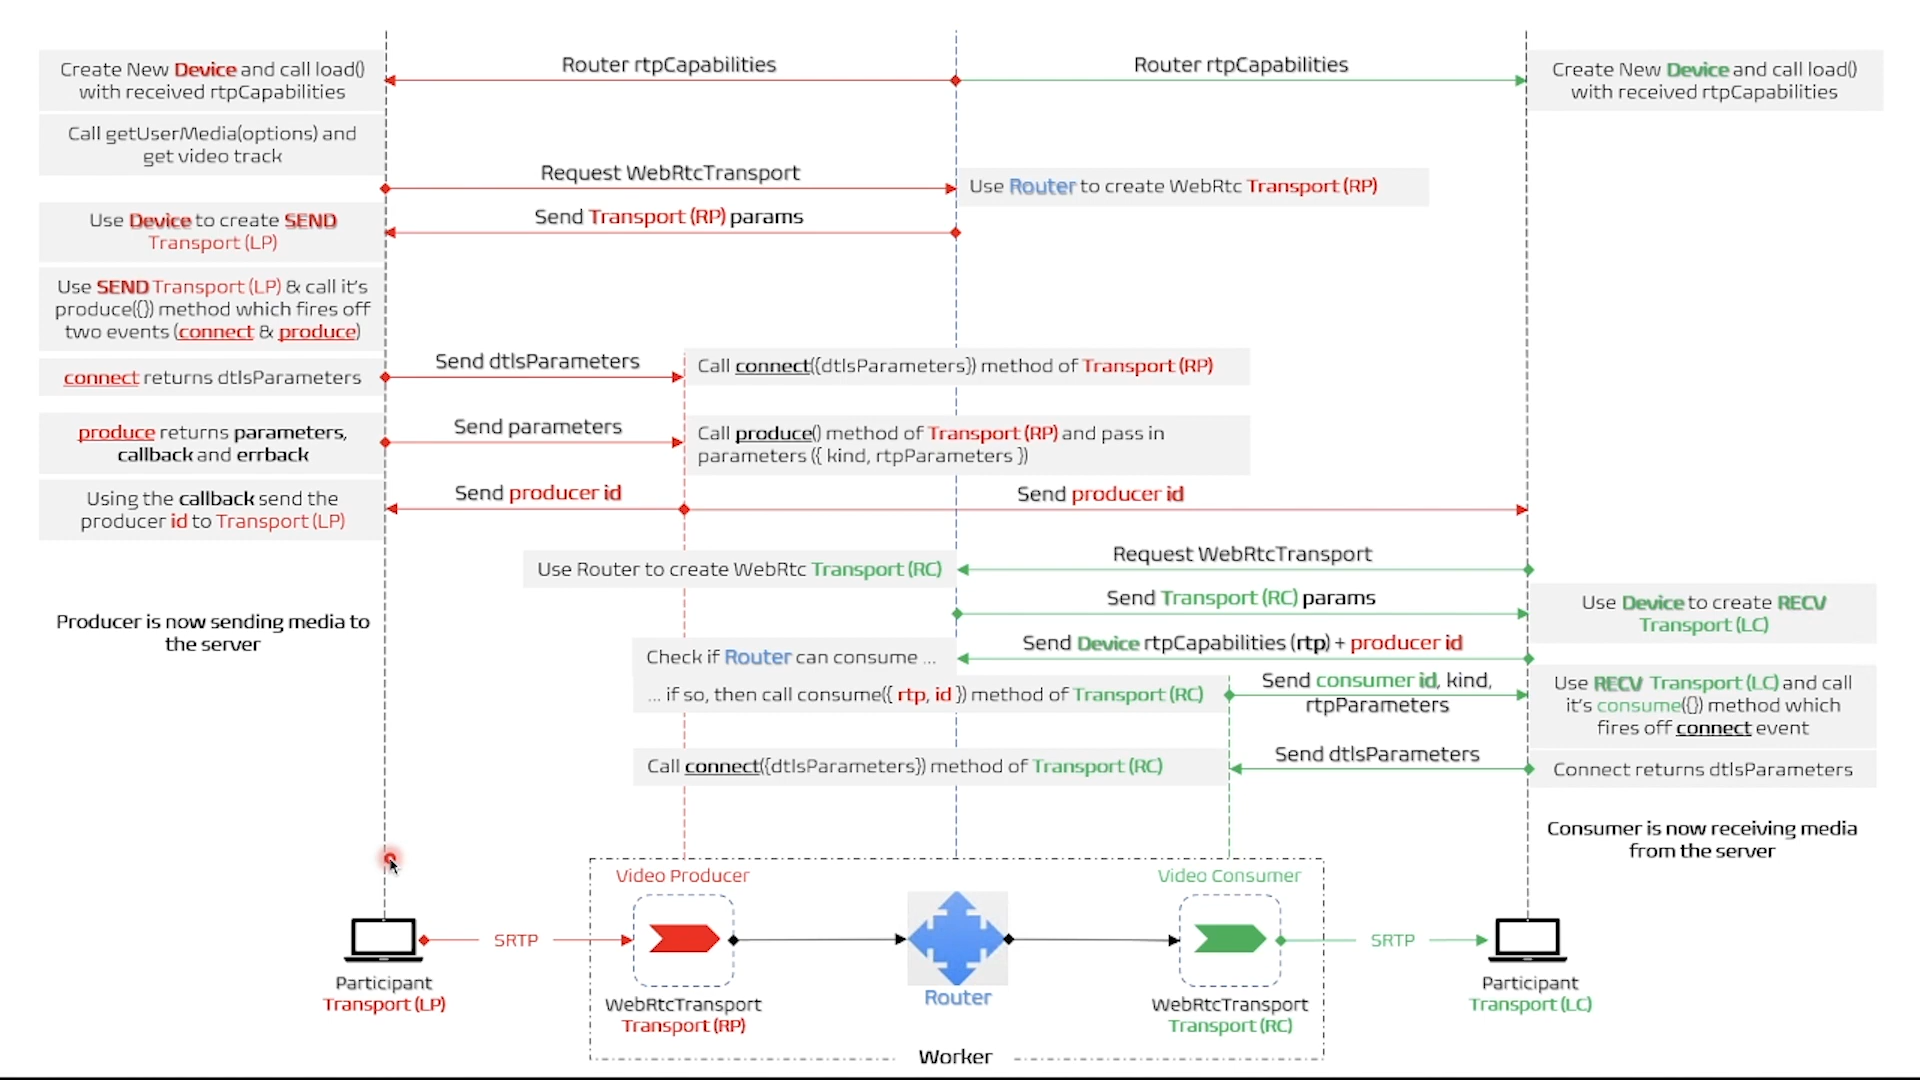 Router rtpCapabilities
Router rtpCapabilities
Create New Device and call load()
with received rtpCapabilities
Create New Device and call load()
with received rtpCapabilities
Call getUserMedia(options) and
get video track
Request WebRtcTransport
Use Router to create WebRtc Transport (RP)
Send Transport (RP) params
Use Device to create SEND
Transport (LP)
Use SEND Transport (LP) & call it's
produce({}) method which fires off
two events (connect & produce)
Send dtlsParameters
Call connect({dtlsParameters}) method of Transport (RP)
connect returns dtlsParameters
Send parameters
produce returns parameters,
callback and errback
Call produce() method of Transport (RP) and pass in
parameters ({ kind, rtpParameters })
Send producer id
Send producer id
Using the callback send the
producer id to Transport (LP)
Request WebRtcTransport
Use Router to create WebRtc Transport (RC)
Send Transport (RC) params
Use Device to create RECV
Transport (LC)
Producer is now sending media to
the server
Send Device rtpCapabilities (rtp) + producer id
Check if Router can consume ...
... if so, then call consume({ rtp, id }) method of Transport (RC)
Send consumer id, kind,
rtpParameters
Use RECV Transport (LC) and call
it's consume({}) method which
fires off connect event
Send dtlsParameters
Call connect({dtlsParameters}) method of Transport (RC)
Connect returns dtlsParameters
Consumer is now receiving media
from the server
Video Producer
Video Consumer
SRTP
SRTP
Participant
Transport (LP)
WebRtcTransport
Transport (RP)
Router
WebRtcTransport
Transport (RC)
Participant
Transport (LC)
Worker